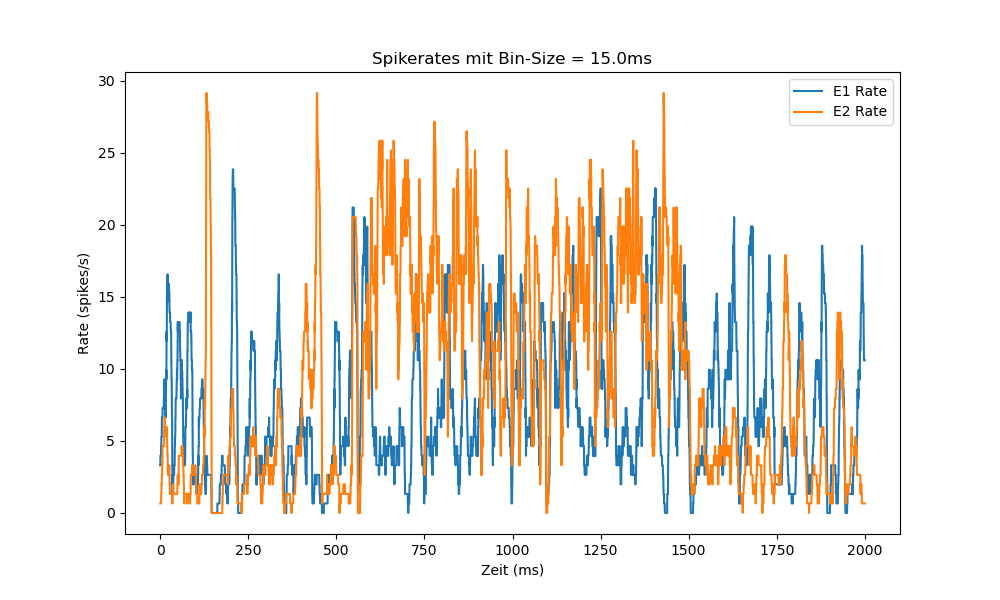 Spikerates mit Bin-Size = 15.0ms
E1 Rate
E2 Rate
Rate (spikes/s)
30
25
20
15
10
5
0
0 250 500 750 1000 1250 1500 1750 2000
Zeit (ms)